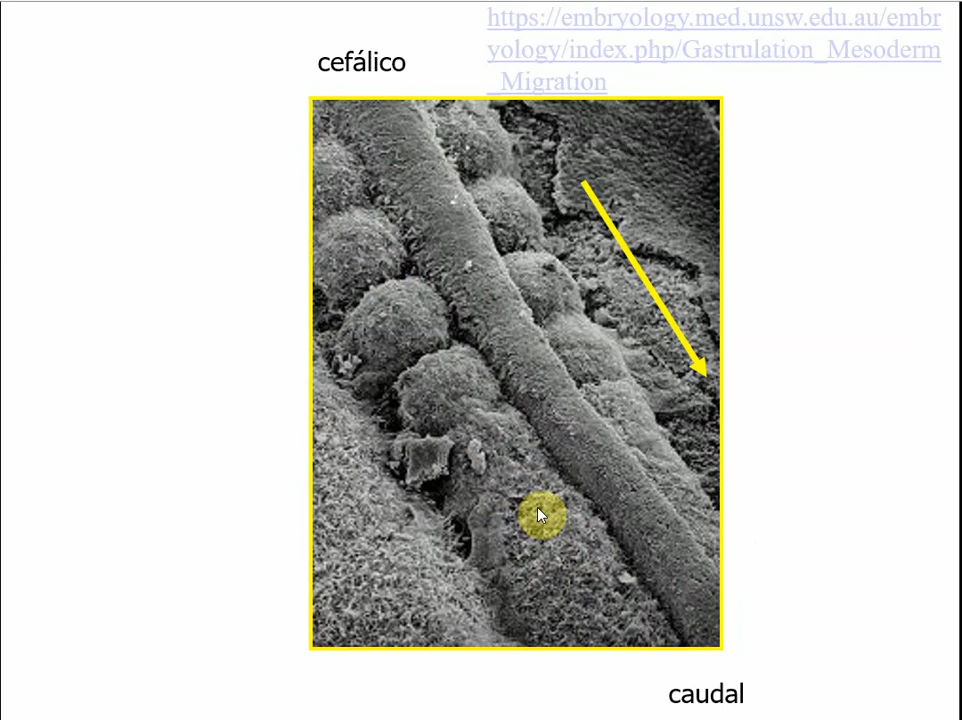 https://embryology.med.unsw.edu.au/embr
yology/index.php/Gastrulation_Mesoderm
_Migration
cefálico
caudal